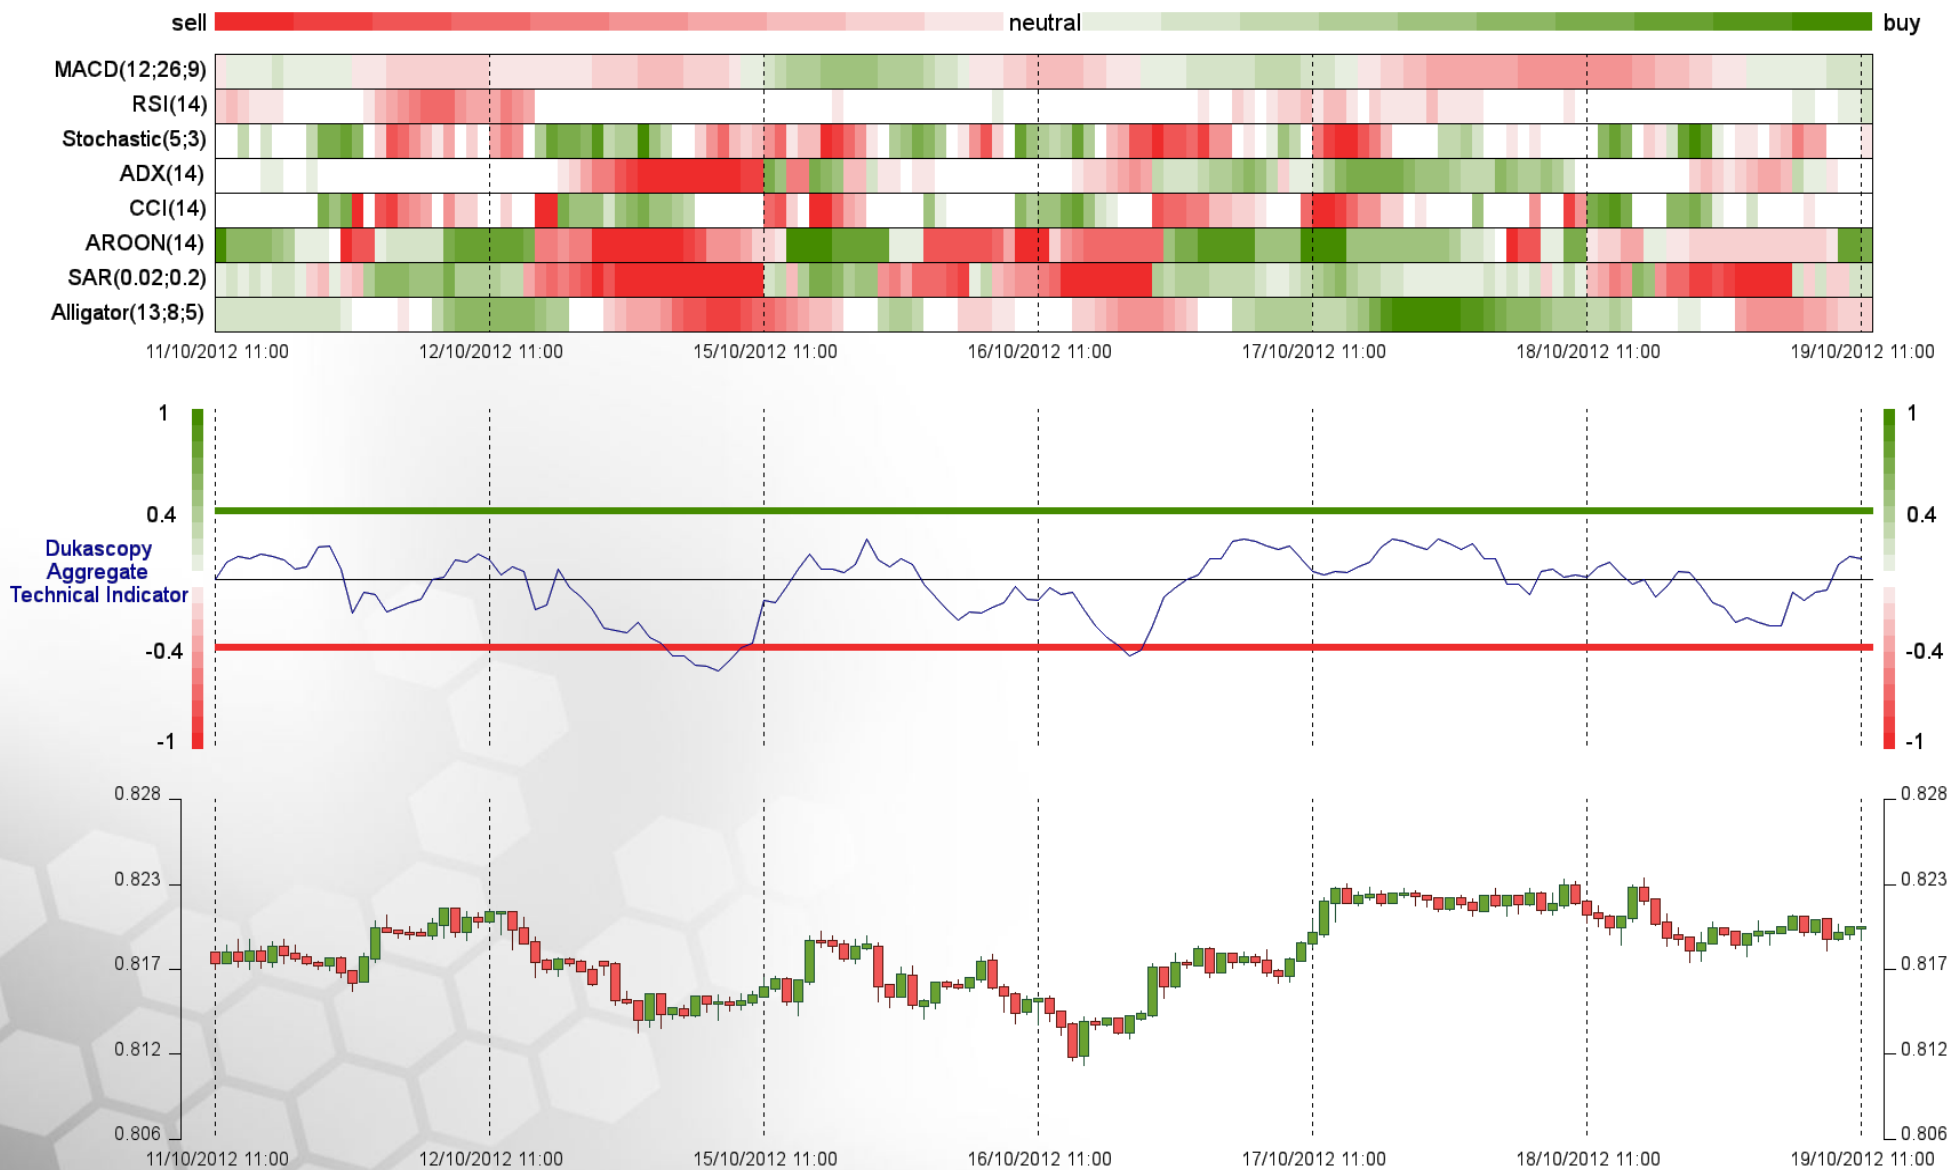 sell neutral buy
MACD(12;26;9)
RSI(14)
Stochastic(5;3)
ADX(14)
CCI(14)
AROON(14)
SAR(0.02;0.2)
Alligator(13;8;5)
11/10/2012 11:00 12/10/2012 11:00 15/10/2012 11:00 16/10/2012 11:00 17/10/2012 11:00 18/10/2012 11:00 19/10/2012 11:00
1 1
0.4 0.4
Dukascopy
Aggregate
Technical Indicator
-0.4 -0.4
-1 -1
0.828 0.828
0.823 0.823
0.817 0.817
0.812 0.812
0.806 0.806
11/10/2012 11:00 12/10/2012 11:00 15/10/2012 11:00 16/10/2012 11:00 17/10/2012 11:00 18/10/2012 11:00 19/10/2012 11:00